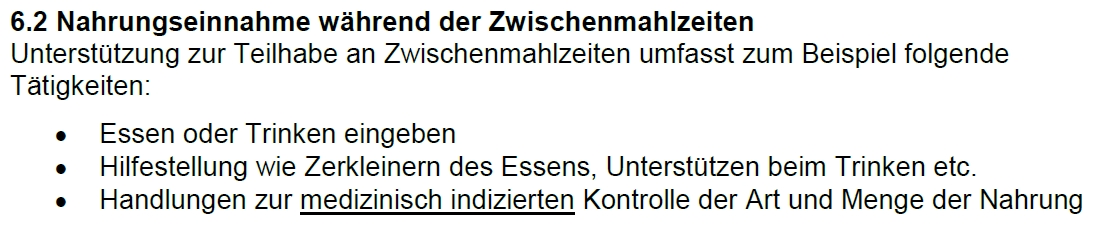 6.2 Nahrungseinnahme während der Zwischenmahlzeiten
Unterstützung zur Teilhabe an Zwischenmahlzeiten umfasst zum Beispiel folgende
Tätigkeiten:
• Essen oder Trinken eingeben
• Hilfestellung wie Zerkleinern des Essens, Unterstützen beim Trinken etc.
• Handlungen zur medizinisch indizierten Kontrolle der Art und Menge der Nahrung